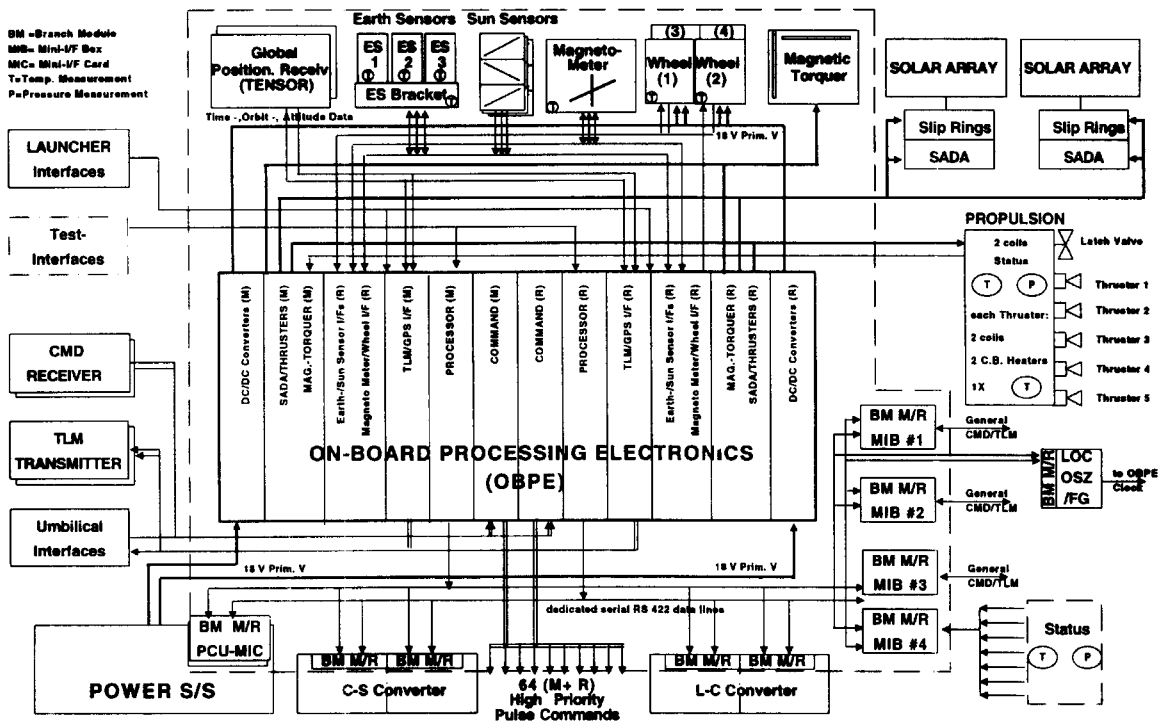 BM =Branch Module
MIB= Mini-I/F Box
MIC= Mini-I/F Card
T=Temp. Measurement
P=Pressure Measurement
Earth Sensors
Sun Sensors
Global
Position. Receiv.
(TENSOR)
ES
1
T
ES
2
T
ES
3
T
ES Bracket
T
Magneto-
Meter
T
(3)
(4)
Wheel
(1)
T
Wheel
(2)
Magnetic
Torquer
SOLAR ARRAY
SOLAR ARRAY
Slip Rings
SADA
Slip Rings
SADA
Time -,Orbit -, Altitude Data
18 V Prim. V
LAUNCHER
Interfaces
Test-
Interfaces
CMD
RECEIVER
TLM
TRANSMITTER
Umbilical
Interfaces
PROPULSION
2 coils
Status
T
P
each Thruster:
2 coils
2 C.B. Heaters
1X
T
Latch Valve
Thruster 1
Thruster 2
Thruster 3
Thruster 4
Thruster 5
DC/DC Converters (M)
SADA/THRUSTERS (M)
MAG.-TORQUER (M)
Earth-/Sun Sensor I/Fs (R)
Magneto Meter/Wheel I/F (R)
TLM/GPS I/F (M)
PROCESSOR (M)
COMMAND (M)
COMMAND (R)
PROCESSOR (R)
TLM/GPS I/F (R)
Earth-/Sun Sensor I/Fs (R)
Magneto Meter/Wheel I/F (R)
MAG.-TORQUER (R)
SADA/THRUSTERS (R)
DC/DC Converters (R)
ON-BOARD PROCESSING ELECTRONICS
(OBPE)
BM M/R
MIB #1
General
CMD/TLM
BM M/R
LOC
OSZ
/FG
to OBPE
Clock
BM M/R
MIB #2
General
CMD/TLM
BM M/R
MIB #3
General
CMD/TLM
BM M/R
MIB #4
Status
T
P
18 V Prim. V
18 V Prim. V
dedicated serial RS 422 data lines
BM M/R
PCU-MIC
POWER S/S
BM M/R
BM M/R
C-S Converter
64 (M+ R)
High Priority
Pulse Commands
BM M/R
BM M/R
L-C Converter